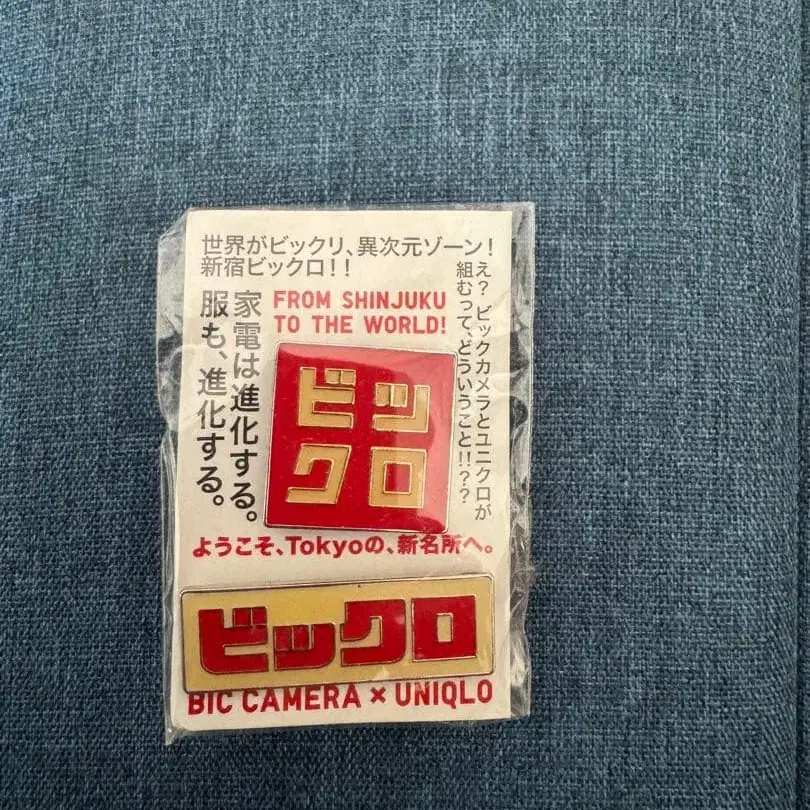 世界がビックリ、異次元ゾーン！
新宿ビックロ！！
え？ ビックカメラとユニクロが
組むって、どういうこと!!??
家電は進化する。
服も、進化する。
FROM SHINJUKU
TO THE WORLD!
ビッ
クロ
ようこそ、Tokyoの、新名所へ。
ビックロ
BIC CAMERA × UNIQLO